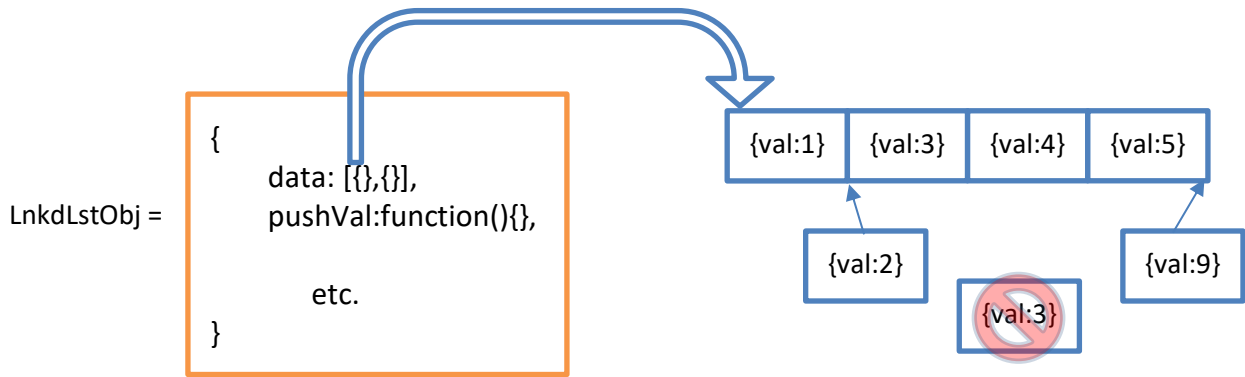 {
data: [{},{}],
LnkdLstObj =
pushVal:function(){},
etc.
}
{val:1} {val:3} {val:4} {val:5}
{val:2}
{val:9}
{val:3}